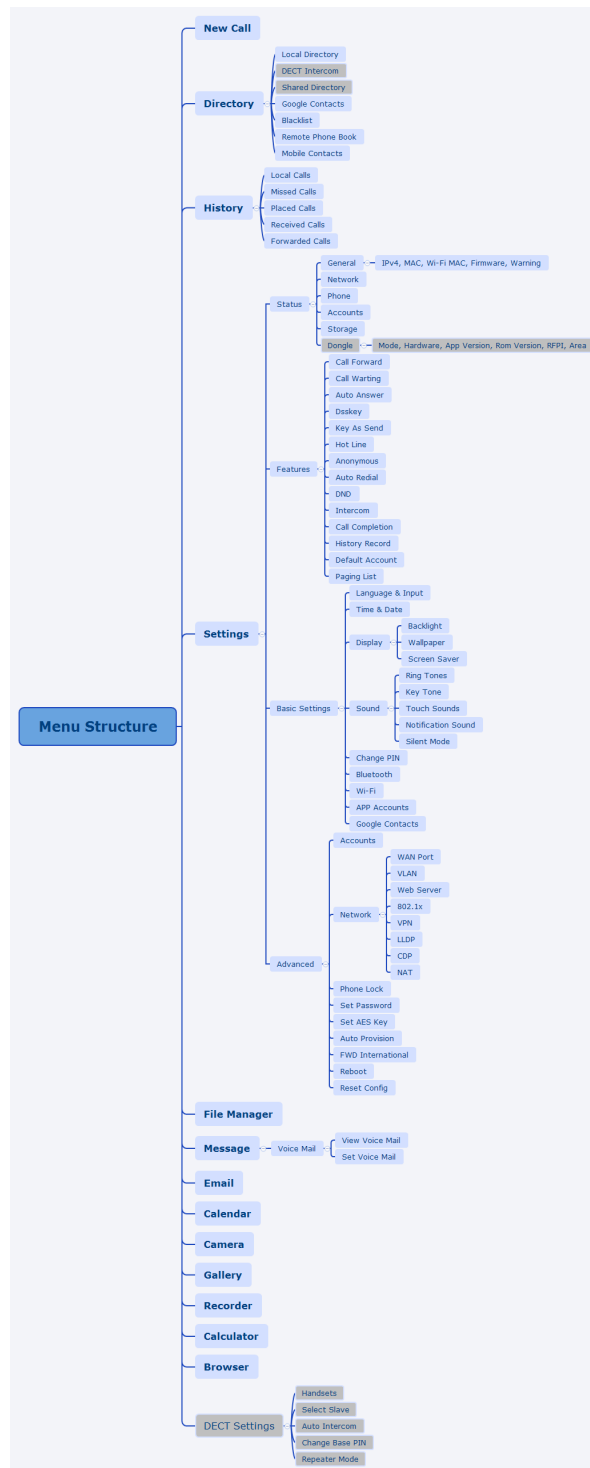 New Call
Local Directory
DECT Intercom
Shared Directory
Directory
Google Contacts
Blacklist
Remote Phone Book
Mobile Contacts
Local Calls
Missed Calls
History
Placed Calls
Received Calls
Forwarded Calls
General
IPv4, MAC, Wi-Fi MAC, Firmware, Warning
Network
Phone
Status
Accounts
Storage
Dongle
Mode, Hardware, App Version, Rom Version, RFPI, Area
Call Forward
Call Warting
Auto Answer
Dsskey
Key As Send
Hot Line
Anonymous
Features
Auto Redial
DND
Intercom
Call Completion
History Record
Default Account
Paging List
Settings
Language & Input
Time & Date
Display
Backlight
Wallpaper
Screen Saver
Basic Settings
Sound
Ring Tones
Key Tone
Touch Sounds
Notification Sound
Silent Mode
Menu Structure
Change PIN
Bluetooth
Wi-Fi
APP Accounts
Google Contacts
Accounts
Network
WAN Port
VLAN
Web Server
802.1x
VPN
LLDP
CDP
NAT
Advanced
Phone Lock
Set Password
Set AES Key
Auto Provision
FWD International
Reboot
Reset Config
File Manager
Message
Voice Mail
View Voice Mail
Set Voice Mail
Email
Calendar
Camera
Gallery
Recorder
Calculator
Browser
DECT Settings
Handsets
Select Slave
Auto Intercom
Change Base PIN
Repeater Mode